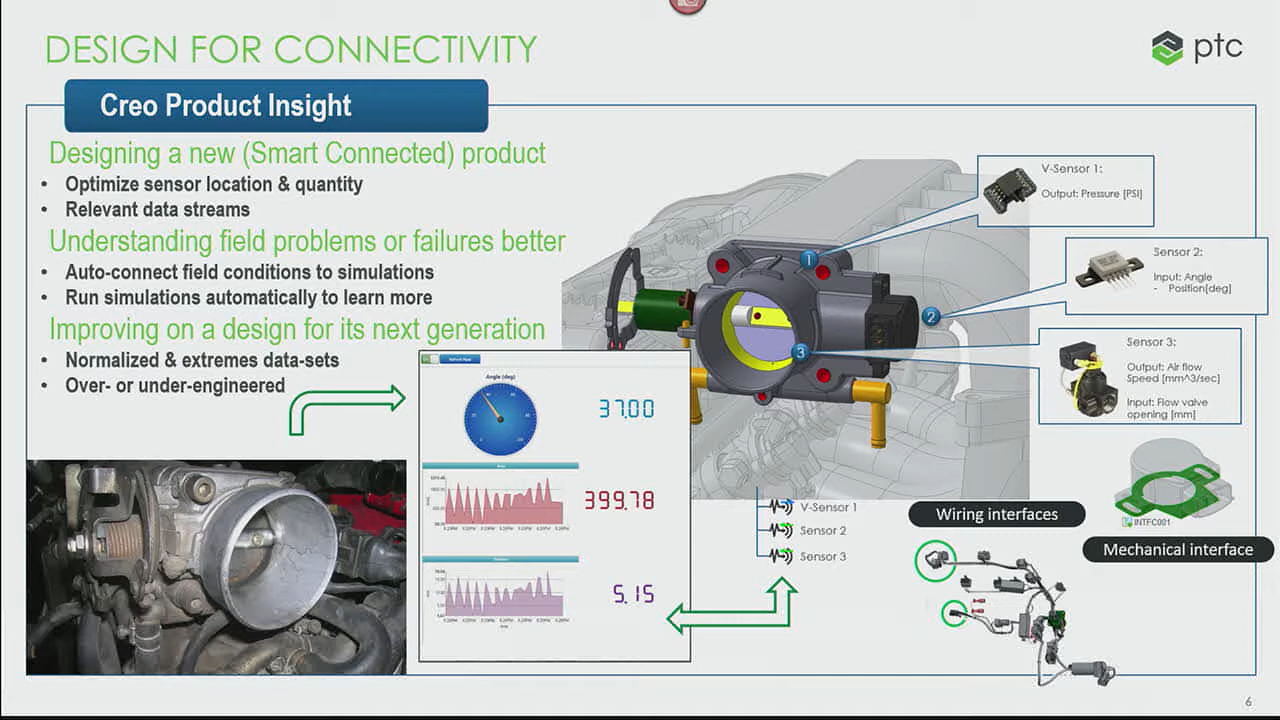 DESIGN FOR CONNECTIVITY
ptc
Creo Product Insight
Designing a new (Smart Connected) product
• Optimize sensor location & quantity
• Relevant data streams
Understanding field problems or failures better
• Auto-connect field conditions to simulations
• Run simulations automatically to learn more
Improving on a design for its next generation
• Normalized & extremes data-sets
• Over- or under-engineered
V-Sensor 1:
Output: Pressure [PSI]
Sensor 2:
Input: Angle
- Position[deg]
Sensor 3:
Output: Air flow
Speed [mm^3/sec]
Input: Flow valve
opening [mm]
1
2
3
Angle (deg)
37.00
399.78
5.15
V-Sensor 1
Sensor 2
Sensor 3
Wiring interfaces
INTFC001
Mechanical interface
6